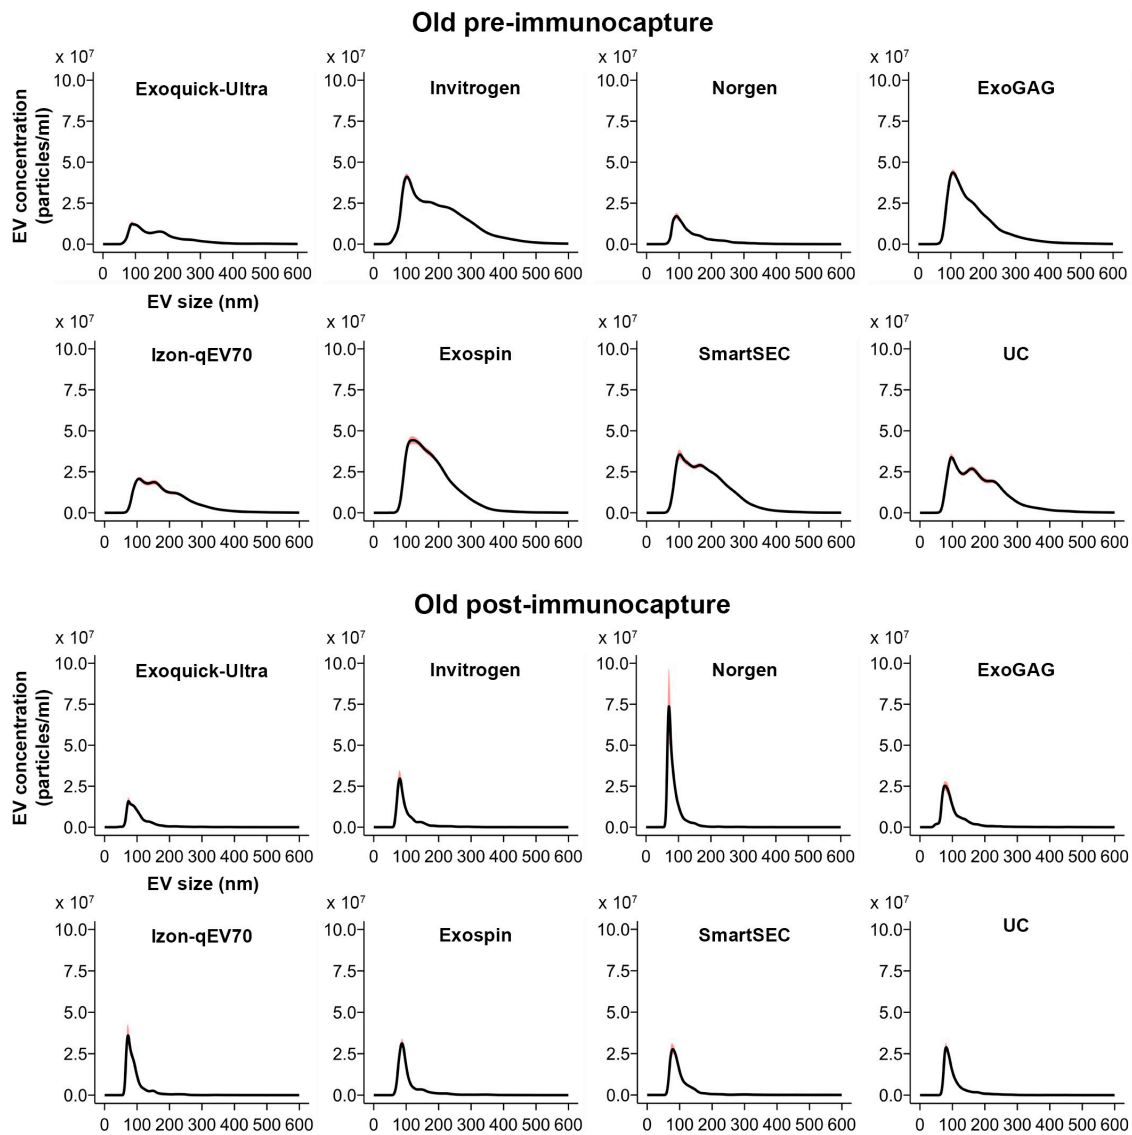 Old pre-immunocapture
x 10⁷ x 10⁷ x 10⁷ x 10⁷
Exoquick-Ultra Invitrogen Norgen ExoGAG
EV concentration
(particles/ml)
10.0 10.0 10.0 10.0
7.5 7.5 7.5 7.5
5.0 5.0 5.0 5.0
2.5 2.5 2.5 2.5
0.0 0.0 0.0 0.0
0 100 200 300 400 500 600 0 100 200 300 400 500 600 0 100 200 300 400 500 600 0 100 200 300 400 500 600
EV size (nm)
x 10⁷ x 10⁷ x 10⁷ x 10⁷
Izon-qEV70 Exospin SmartSEC UC
10.0 10.0 10.0 10.0
7.5 7.5 7.5 7.5
5.0 5.0 5.0 5.0
2.5 2.5 2.5 2.5
0.0 0.0 0.0 0.0
0 100 200 300 400 500 600 0 100 200 300 400 500 600 0 100 200 300 400 500 600 0 100 200 300 400 500 600
Old post-immunocapture
x 10⁷ x 10⁷ x 10⁷ x 10⁷
Exoquick-Ultra Invitrogen Norgen ExoGAG
EV concentration
(particles/ml)
10.0 10.0 10.0 10.0
7.5 7.5 7.5 7.5
5.0 5.0 5.0 5.0
2.5 2.5 2.5 2.5
0.0 0.0 0.0 0.0
0 100 200 300 400 500 600 0 100 200 300 400 500 600 0 100 200 300 400 500 600 0 100 200 300 400 500 600
EV size (nm)
x 10⁷ x 10⁷ x 10⁷ x 10⁷
Izon-qEV70 Exospin SmartSEC UC
10.0 10.0 10.0 10.0
7.5 7.5 7.5 7.5
5.0 5.0 5.0 5.0
2.5 2.5 2.5 2.5
0.0 0.0 0.0 0.0
0 100 200 300 400 500 600 0 100 200 300 400 500 600 0 100 200 300 400 500 600 0 100 200 300 400 500 600